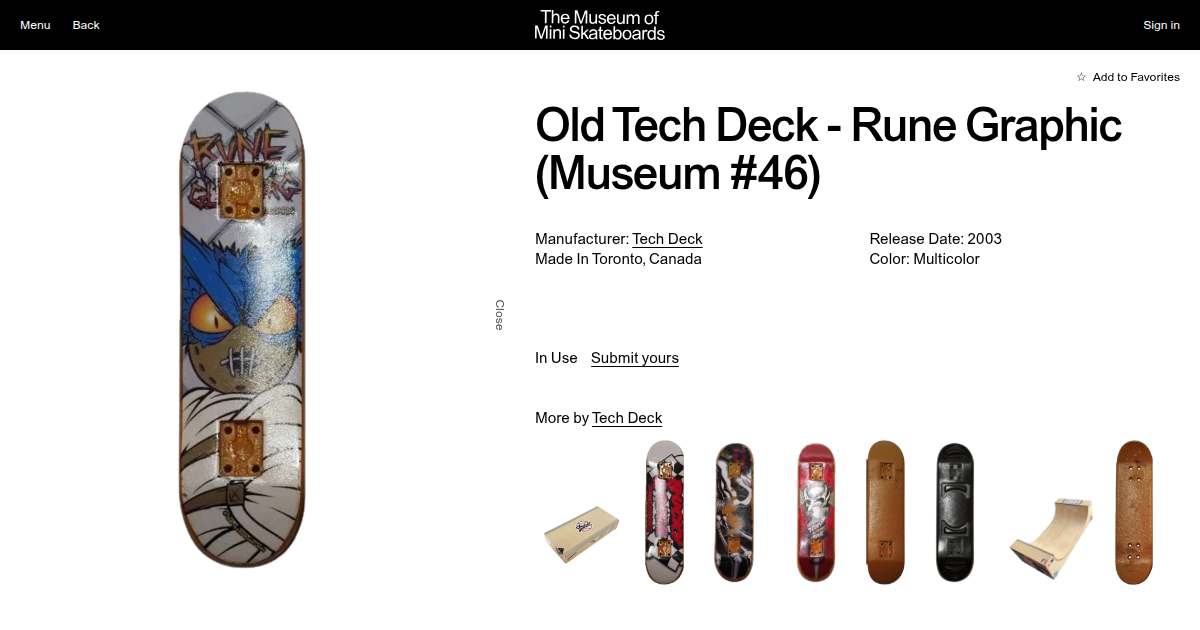 Menu
Back
The Museum of
Mini Skateboards
Sign in
☆ Add to Favorites
RUNE
Old Tech Deck - Rune Graphic
(Museum #46)
Manufacturer: Tech Deck
Made In Toronto, Canada
Release Date: 2003
Color: Multicolor
Close
In Use
Submit yours
More by Tech Deck